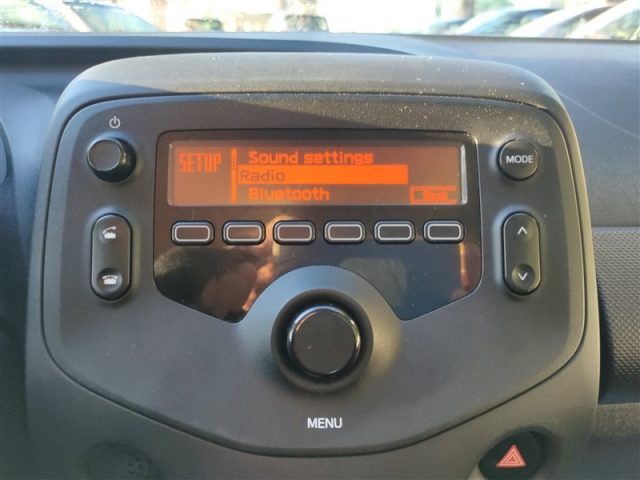 SETUP
Sound settings
Radio
Bluetooth
MODE
MENU